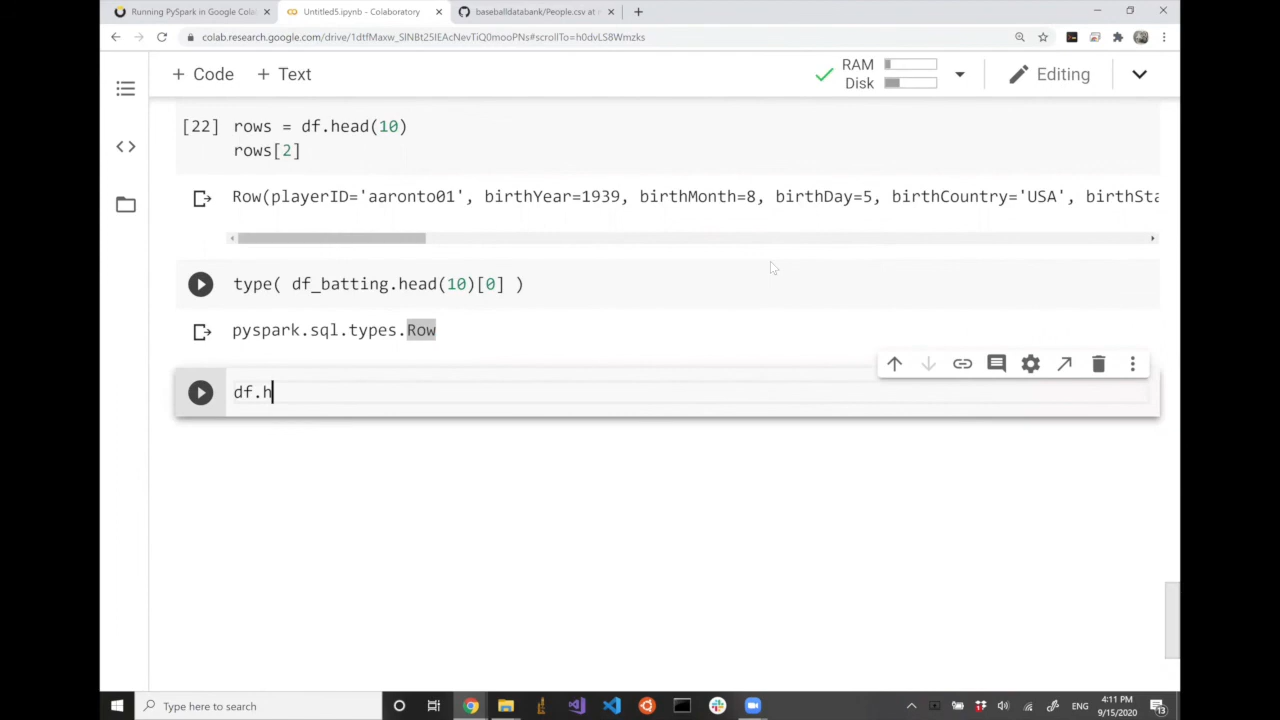 Running PySpark in Google Cola
Untitled5.ipynb - Colaboratory
baseballdatabank/People.csv at
colab.research.google.com/drive/1dtfMaxw_SlNBt25IEAcNevTiQ0mooPNs#scrollTo=h0dvLS8Wmzks
+ Code + Text
RAM
Disk
Editing
[22] rows = df.head(10)
rows[2]
Row(playerID='aaronto01', birthYear=1939, birthMonth=8, birthDay=5, birthCountry='USA', birthSta
type( df_batting.head(10)[0] )
pyspark.sql.types.Row
df.h
Type here to search
ENG
4:11 PM
9/15/2020
13